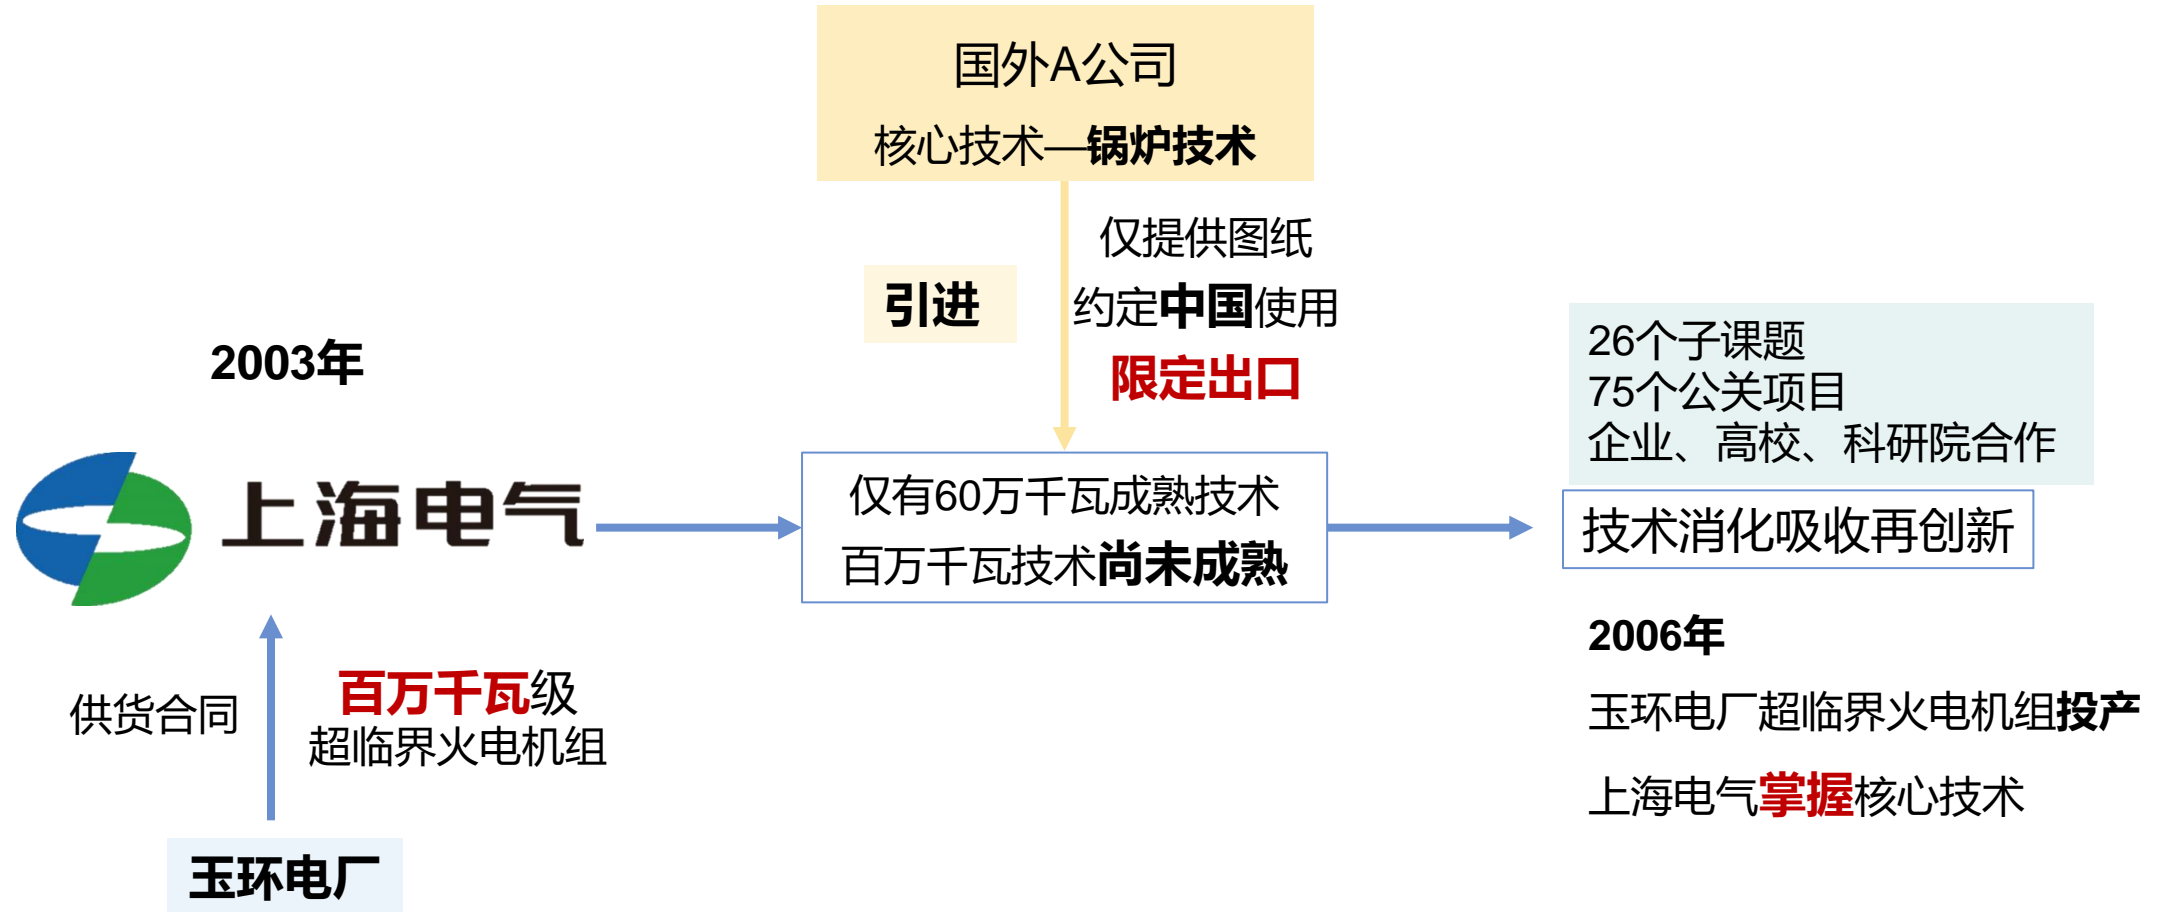 国外A公司
核心技术—锅炉技术
仅提供图纸
引进
约定中国使用
限定出口
2003年
上海电气
26个子课题
75个公关项目
企业、高校、科研院合作
仅有60万千瓦成熟技术
百万千瓦技术尚未成熟
技术消化吸收再创新
供货合同
百万千瓦级
超临界火电机组
玉环电厂
2006年
玉环电厂超临界火电机组投产
上海电气掌握核心技术